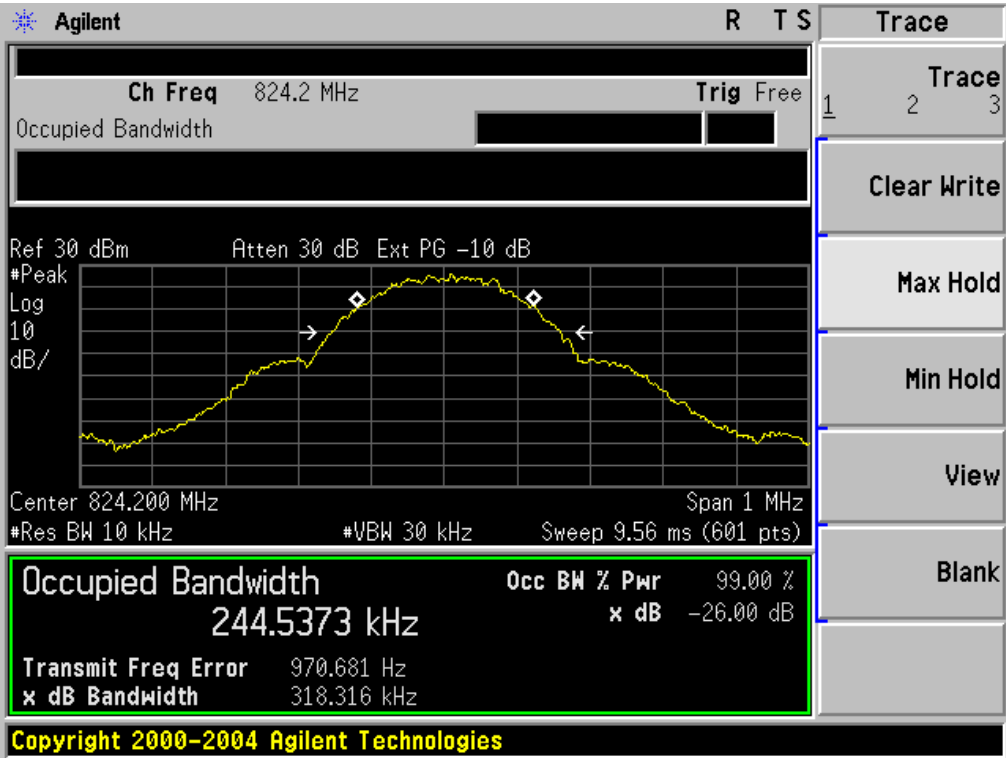 Agilent R T S Trace
Ch Freq 824.2 MHz Trig Free
Occupied Bandwidth
Trace
1 2 3
Clear Write
Max Hold
Min Hold
View
Blank
Ref 30 dBm Atten 30 dB Ext PG -10 dB
#Peak
Log
10
dB/
Center 824.200 MHz Span 1 MHz
#Res BW 10 kHz #VBW 30 kHz Sweep 9.56 ms (601 pts)
Occupied Bandwidth Occ BW % Pwr 99.00 %
244.5373 kHz x dB -26.00 dB
Transmit Freq Error 970.681 Hz
x dB Bandwidth 318.316 kHz
Copyright 2000-2004 Agilent Technologies